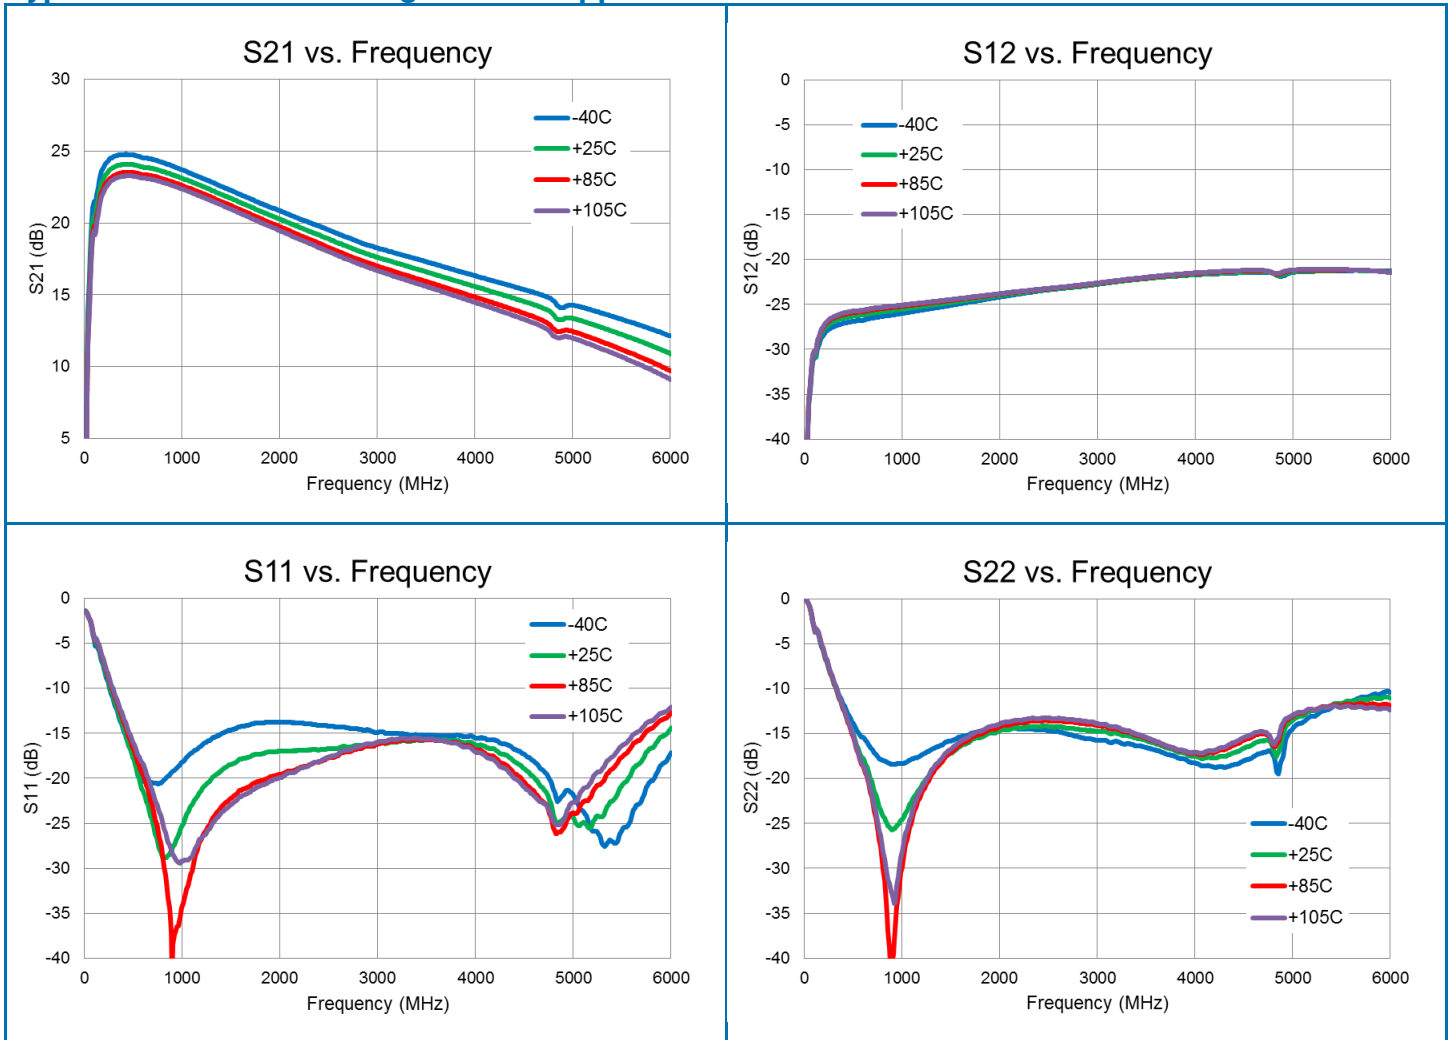 S21 vs. Frequency
30
25
20
15
10
5
S21 (dB)
-40C
+25C
+85C
+105C
0 1000 2000 3000 4000 5000 6000
Frequency (MHz)
S12 vs. Frequency
0
-5
-10
-15
-20
-25
-30
-35
-40
S12 (dB)
-40C
+25C
+85C
+105C
0 1000 2000 3000 4000 5000 6000
Frequency (MHz)
S11 vs. Frequency
0
-5
-10
-15
-20
-25
-30
-35
-40
S11 (dB)
-40C
+25C
+85C
+105C
0 1000 2000 3000 4000 5000 6000
Frequency (MHz)
S22 vs. Frequency
0
-5
-10
-15
-20
-25
-30
-35
-40
S22 (dB)
-40C
+25C
+85C
+105C
0 1000 2000 3000 4000 5000 6000
Frequency (MHz)